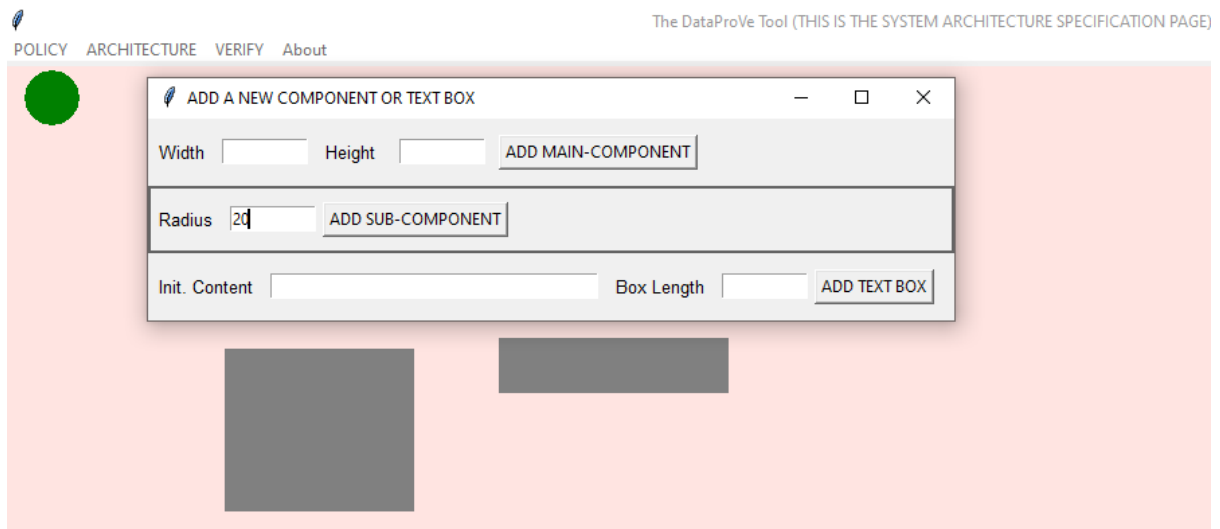 The DataProVe Tool (THIS IS THE SYSTEM ARCHITECTURE SPECIFICATION PAGE)
POLICY ARCHITECTURE VERIFY About
ADD A NEW COMPONENT OR TEXT BOX
Width Height ADD MAIN-COMPONENT
Radius 20 ADD SUB-COMPONENT
Init. Content Box Length ADD TEXT BOX